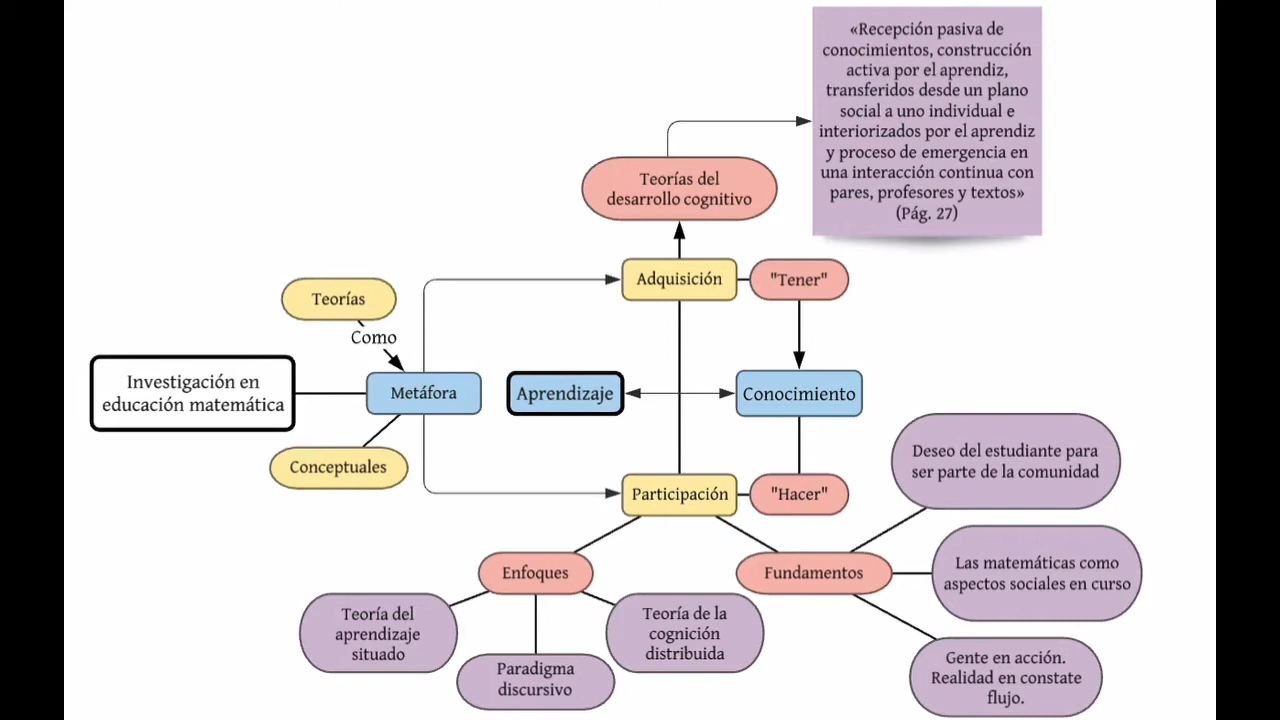 «Recepción pasiva de
conocimientos, construcción
activa por el aprendiz,
transferidos desde un plano
social a uno individual e
interiorizados por el aprendiz
y proceso de emergencia en
una interacción continua con
pares, profesores y textos»
(Pág. 27)
Teorías del
desarrollo cognitivo
Adquisición
"Tener"
Teorías
Como
Investigación en
educación matemática
Metáfora
Aprendizaje
Conocimiento
Conceptuales
Participación
"Hacer"
Deseo del estudiante para
ser parte de la comunidad
Enfoques
Fundamentos
Las matemáticas como
aspectos sociales en curso
Teoría del
aprendizaje
situado
Paradigma
discursivo
Teoría de la
cognición
distribuida
Gente en acción.
Realidad en constate
flujo.